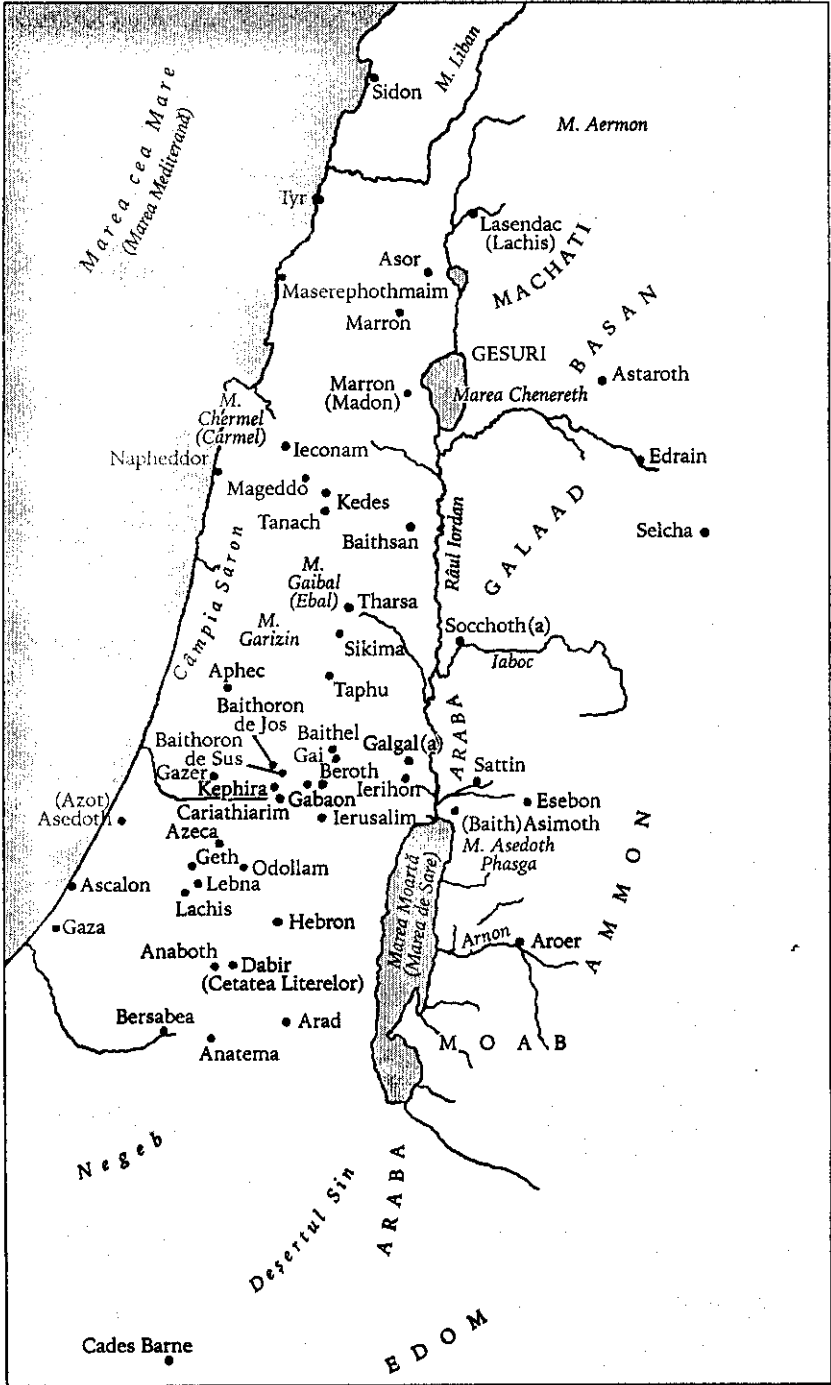 M. Liban
Sidon
Marea cea Mare
(Marea Mediterană)
M. Aermon
Tyr
Lasendac
(Lachis)
Asor
MACHATI
Maserephothmaim
Marron
BASAN
GESURI
Astaroth
Marron
(Madon)
Marea Chenereth
M.
Chermel
(Carmel)
Ieconam
Napheddor
Edrain
Mageddo
Kedes
Tanach
GALAAD
Selcha
Baithsan
Râul Iordan
Câmpia Saron
M.
Gaibal
(Ebal)
Tharsa
M.
Garizin
Socchoth(a)
Sikima
Iaboc
Aphec
Taphu
Baithoron
de Jos
ARABA
Baithoron
de Sus
Baithel
Galgal(a)
Gai
Gazer
Beroth
Sattin
Kephira
Ierihon
(Azot)
Asedoth
Gabaon
Esebon
Cariathiarim
Ierusalim
(Baith)Asimoth
Azeca
M. Asedoth
Phasga
Geth
Odollam
AMMON
Ascalon
Lebna
Lachis
Marea Moartă
(Marea de Sare)
Gaza
Hebron
Arnon
Aroer
Anaboth
Dabir
(Cetatea Literelor)
Bersabea
Arad
MOAB
Anatema
Negeb
Deşertul Sin
ARABA
EDOM
Cades Barne